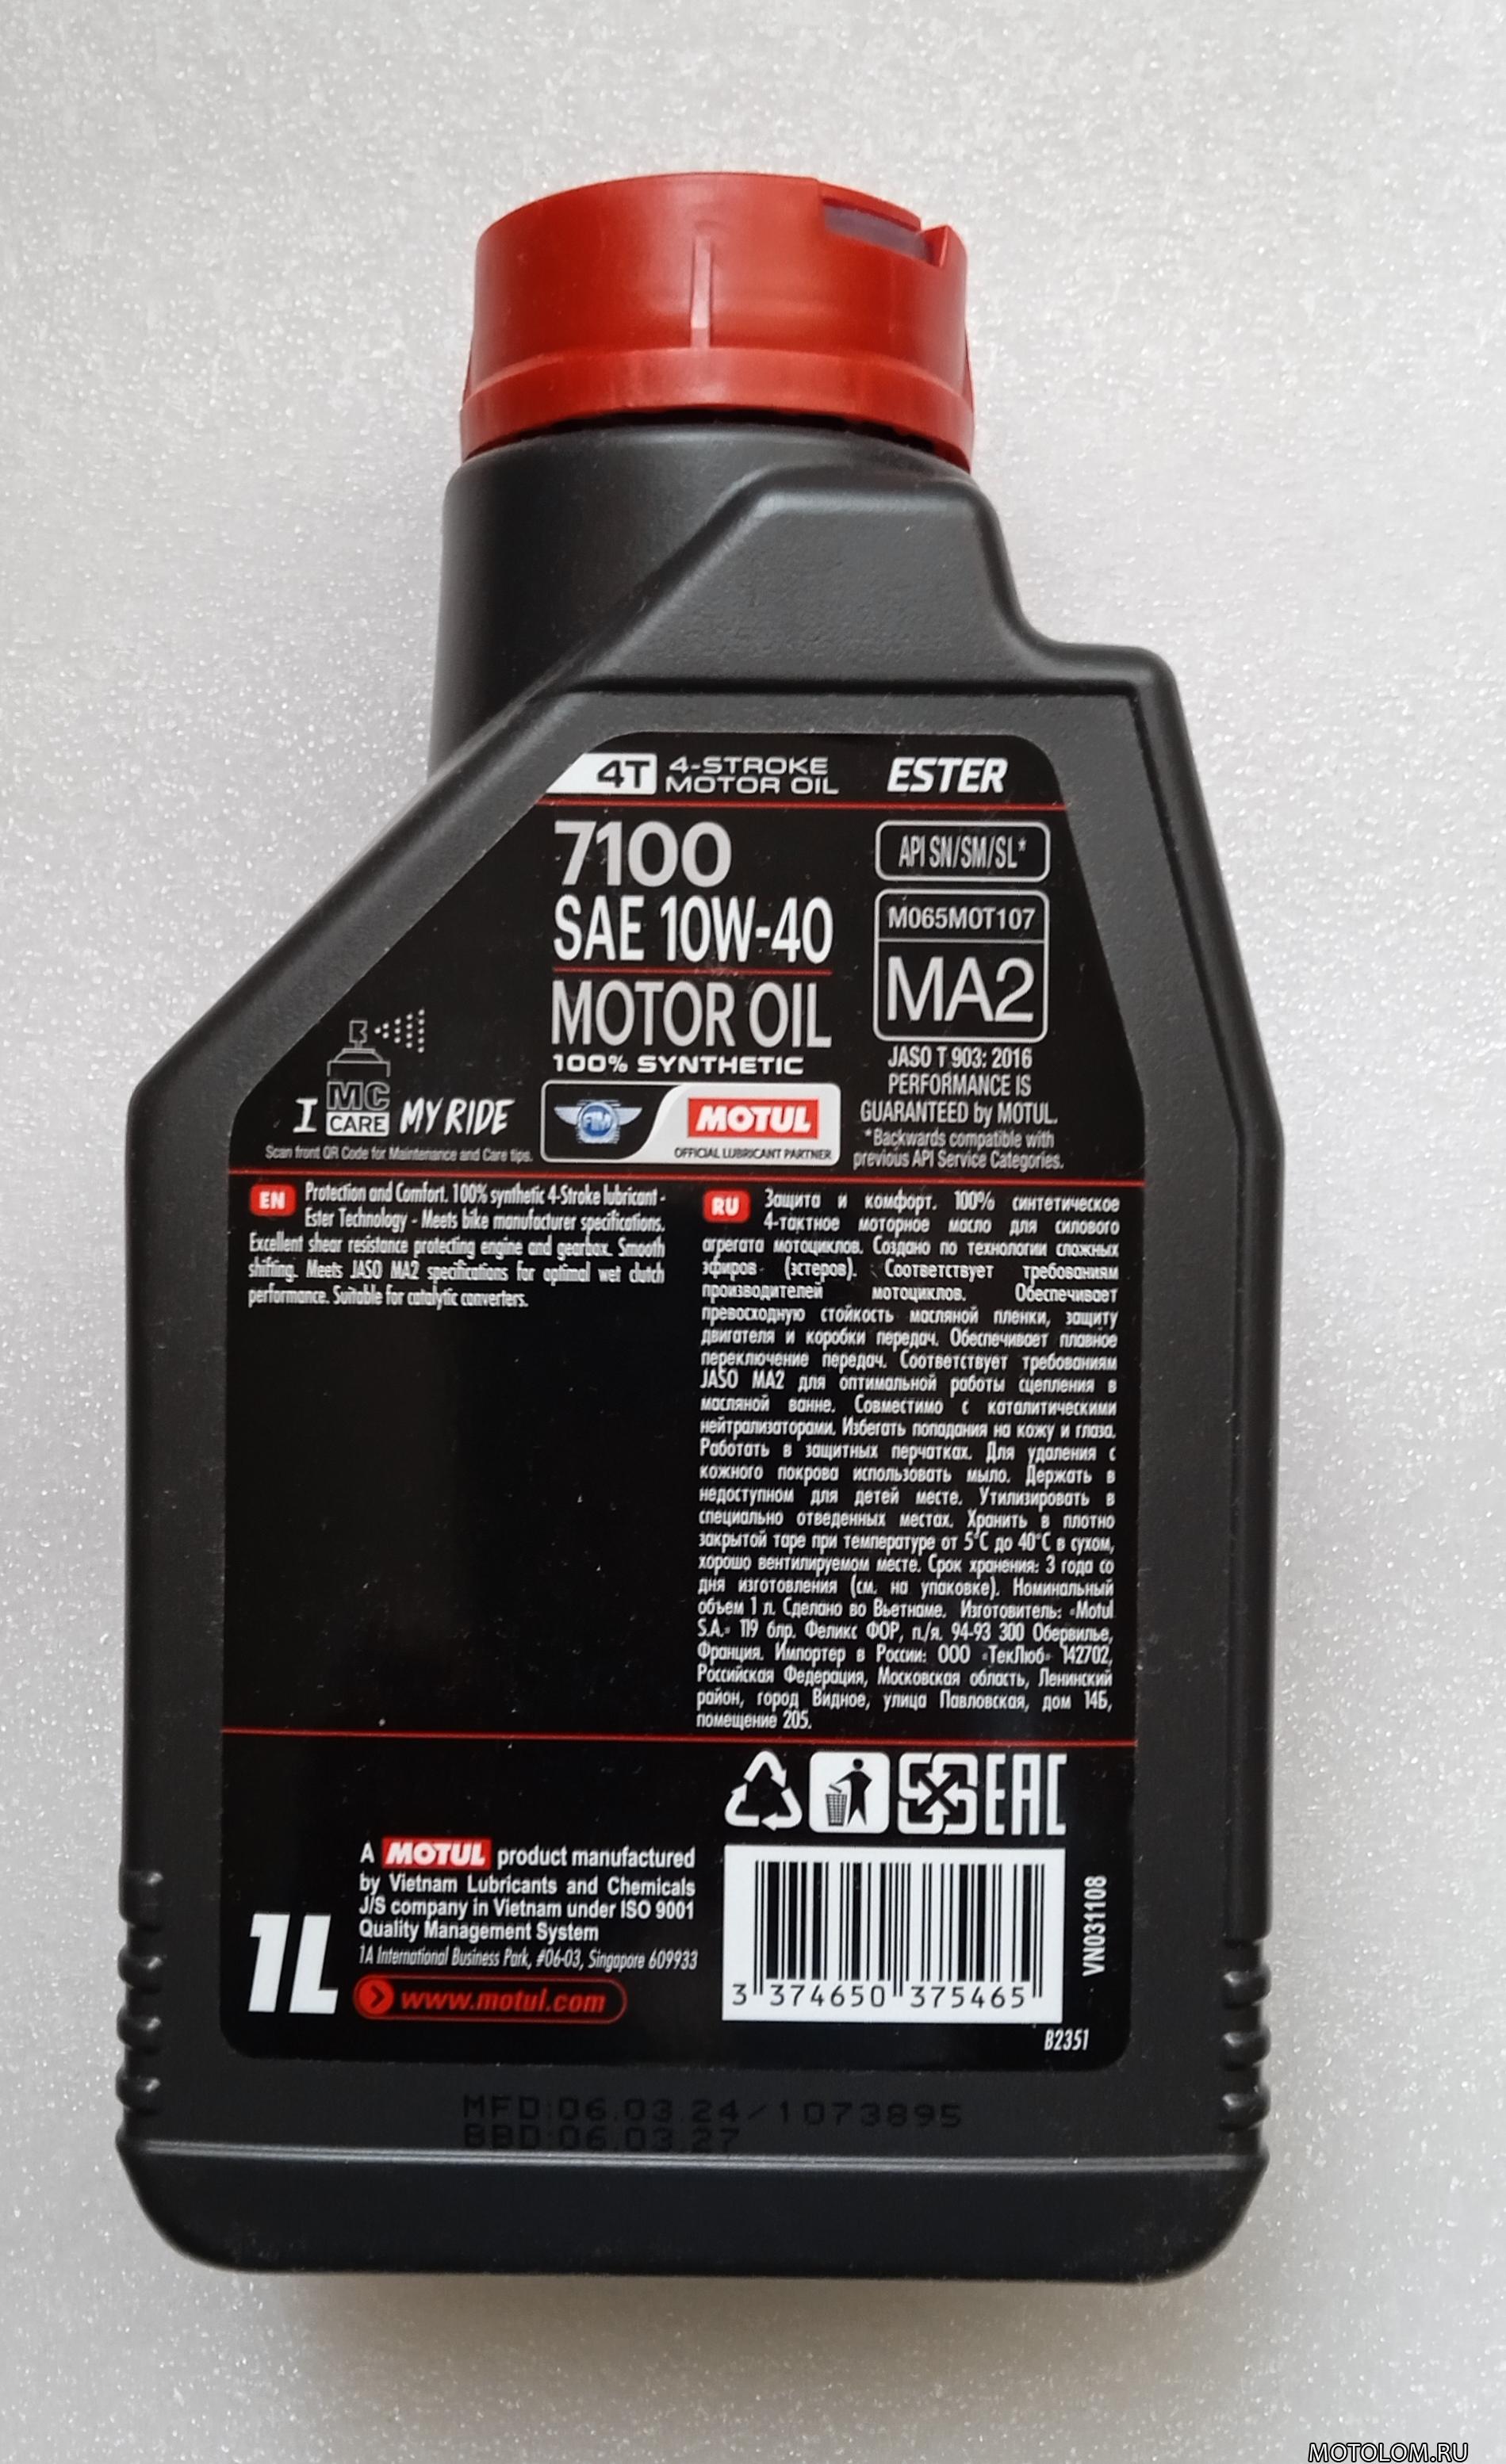 4T 4-STROKE
MOTOR OIL
ESTER
7100
SAE 10W-40
MOTOR OIL
100% SYNTHETIC
API SN/SM/SL*
M065MOT107
MA2
JASO T 903: 2016
PERFORMANCE IS
GUARANTEED by MOTUL.
*Backwards compatible with
previous API Service Categories.
I MC CARE MY RIDE
Scan front QR Code for Maintenance and Care tips.
FIM
MOTUL
OFFICIAL LUBRICANT PARTNER
EN Protection and Comfort. 100% synthetic 4-Stroke lubricant -
Ester Technology - Meets bike manufacturer specifications.
Excellent shear resistance protecting engine and gearbox. Smooth
shifting. Meets JASO MA2 specifications for optimal wet clutch
performance. Suitable for catalytic converters.
RU Защита и комфорт. 100% синтетическое
4-тактное моторное масло для силового
агрегата мотоциклов. Создано по технологии сложных
эфиров (эстеров). Соответствует требованиям
производителей мотоциклов. Обеспечивает
превосходную стойкость масляной пленки, защиту
двигателя и коробки передач. Обеспечивает плавное
переключение передач. Соответствует требованиям
JASO MA2 для оптимальной работы сцепления в
масляной ванне. Совместимо с каталитическими
нейтрализаторами. Избегать попадания на кожу и глаза.
Работать в защитных перчатках. Для удаления с
кожного покрова использовать мыло. Держать в
недоступном для детей месте. Утилизировать в
специально отведенных местах. Хранить в плотно
закрытой таре при температуре от 5°C до 40°C в сухом,
хорошо вентилируемом месте. Срок хранения: 3 года со
дня изготовления (см. на упаковке). Номинальный
объем 1 л. Сделано во Вьетнаме. Изготовитель: «Motul
S.A.» 119 блр. Феликс ФОР, п./я. 94-93 300 Обервилье,
Франция. Импортер в России: ООО «ТекЛюб» 142702,
Российская Федерация, Московская область, Ленинский
район, город Видное, улица Павловская, дом 14Б,
помещение 205.
EAC
A MOTUL product manufactured
by Vietnam Lubricants and Chemicals
J/S company in Vietnam under ISO 9001
Quality Management System
1A International Business Park, #06-03, Singapore 609933
1L
www.motul.com
3 374650 375465
VN031108
B2351
MFD:06.03.24/1073895
BBD:06.03.27
MOTOLOM.RU